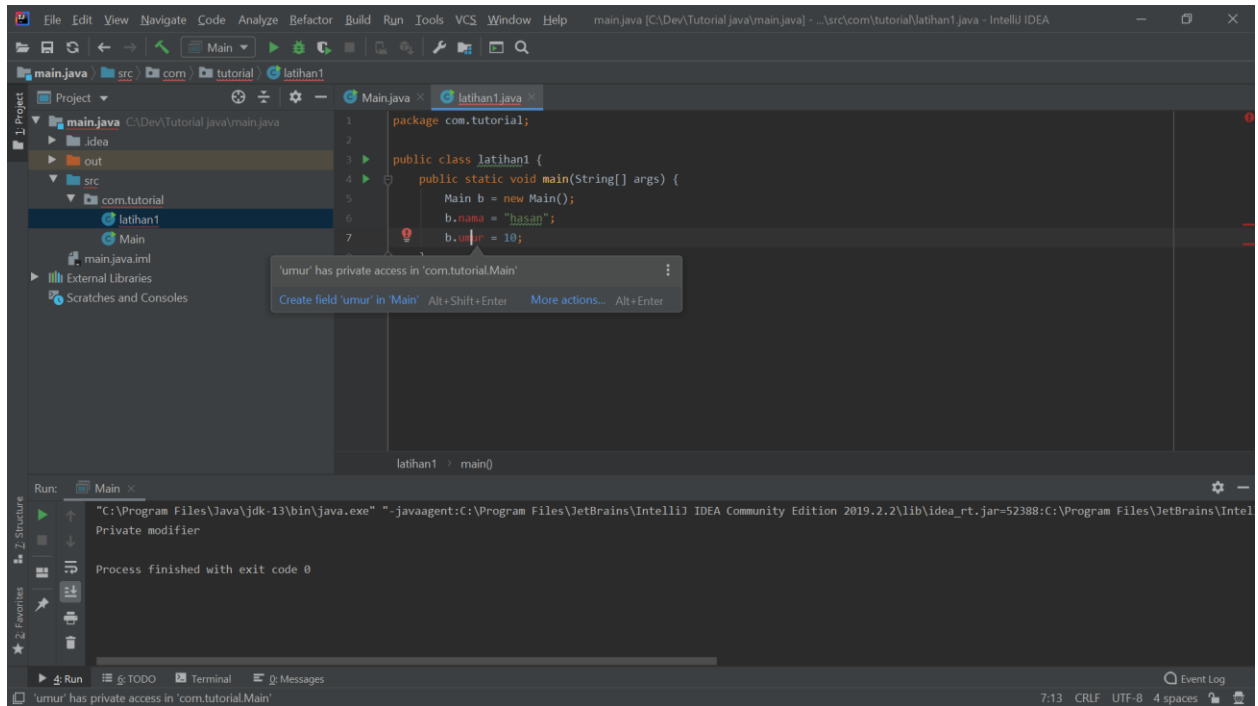 File Edit View Navigate Code Analyze Refactor Build Run Tools VCS Window Help main.java [C:\Dev\Tutorial java\main.java] - ...\src\com\tutorial\latihan1.java - IntelliJ IDEA
Main
main.java src com tutorial latihan1
1: Project
Project
main.java C:\Dev\Tutorial java\main.java
.idea
out
src
com.tutorial
latihan1
Main
main.java.iml
External Libraries
Scratches and Consoles
Main.java latihan1.java
1 package com.tutorial;
2
3 public class latihan1 {
4 public static void main(String[] args) {
5 Main b = new Main();
6 b.nama = "hasan";
7 b.umur = 10;
'umur' has private access in 'com.tutorial.Main'
Create field 'umur' in 'Main' Alt+Shift+Enter More actions... Alt+Enter
latihan1 main()
Run: Main
"C:\Program Files\Java\jdk-13\bin\java.exe" "-javaagent:C:\Program Files\JetBrains\IntelliJ IDEA Community Edition 2019.2.2\lib\idea_rt.jar=52388:C:\Program Files\JetBrains\Intel
Private modifier
Process finished with exit code 0
Z: Structure
2: Favorites
4: Run 6: TODO Terminal 0: Messages Event Log
'umur' has private access in 'com.tutorial.Main' 7:13 CRLF UTF-8 4 spaces